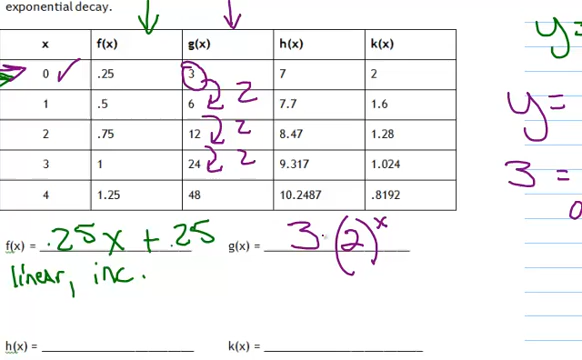 exponential decay.
y=
x f(x) g(x) h(x) k(x)
0 ✓ .25 3 7 2
1 .5 6 2 7.7 1.6
y=
2 .75 12 2 8.47 1.28
3 1 24 2 9.317 1.024
3 =
4 1.25 48 10.2487 .8192
f(x) = .25x + .25 g(x) = 3·(2)^x
linear, inc.
h(x) = k(x) =